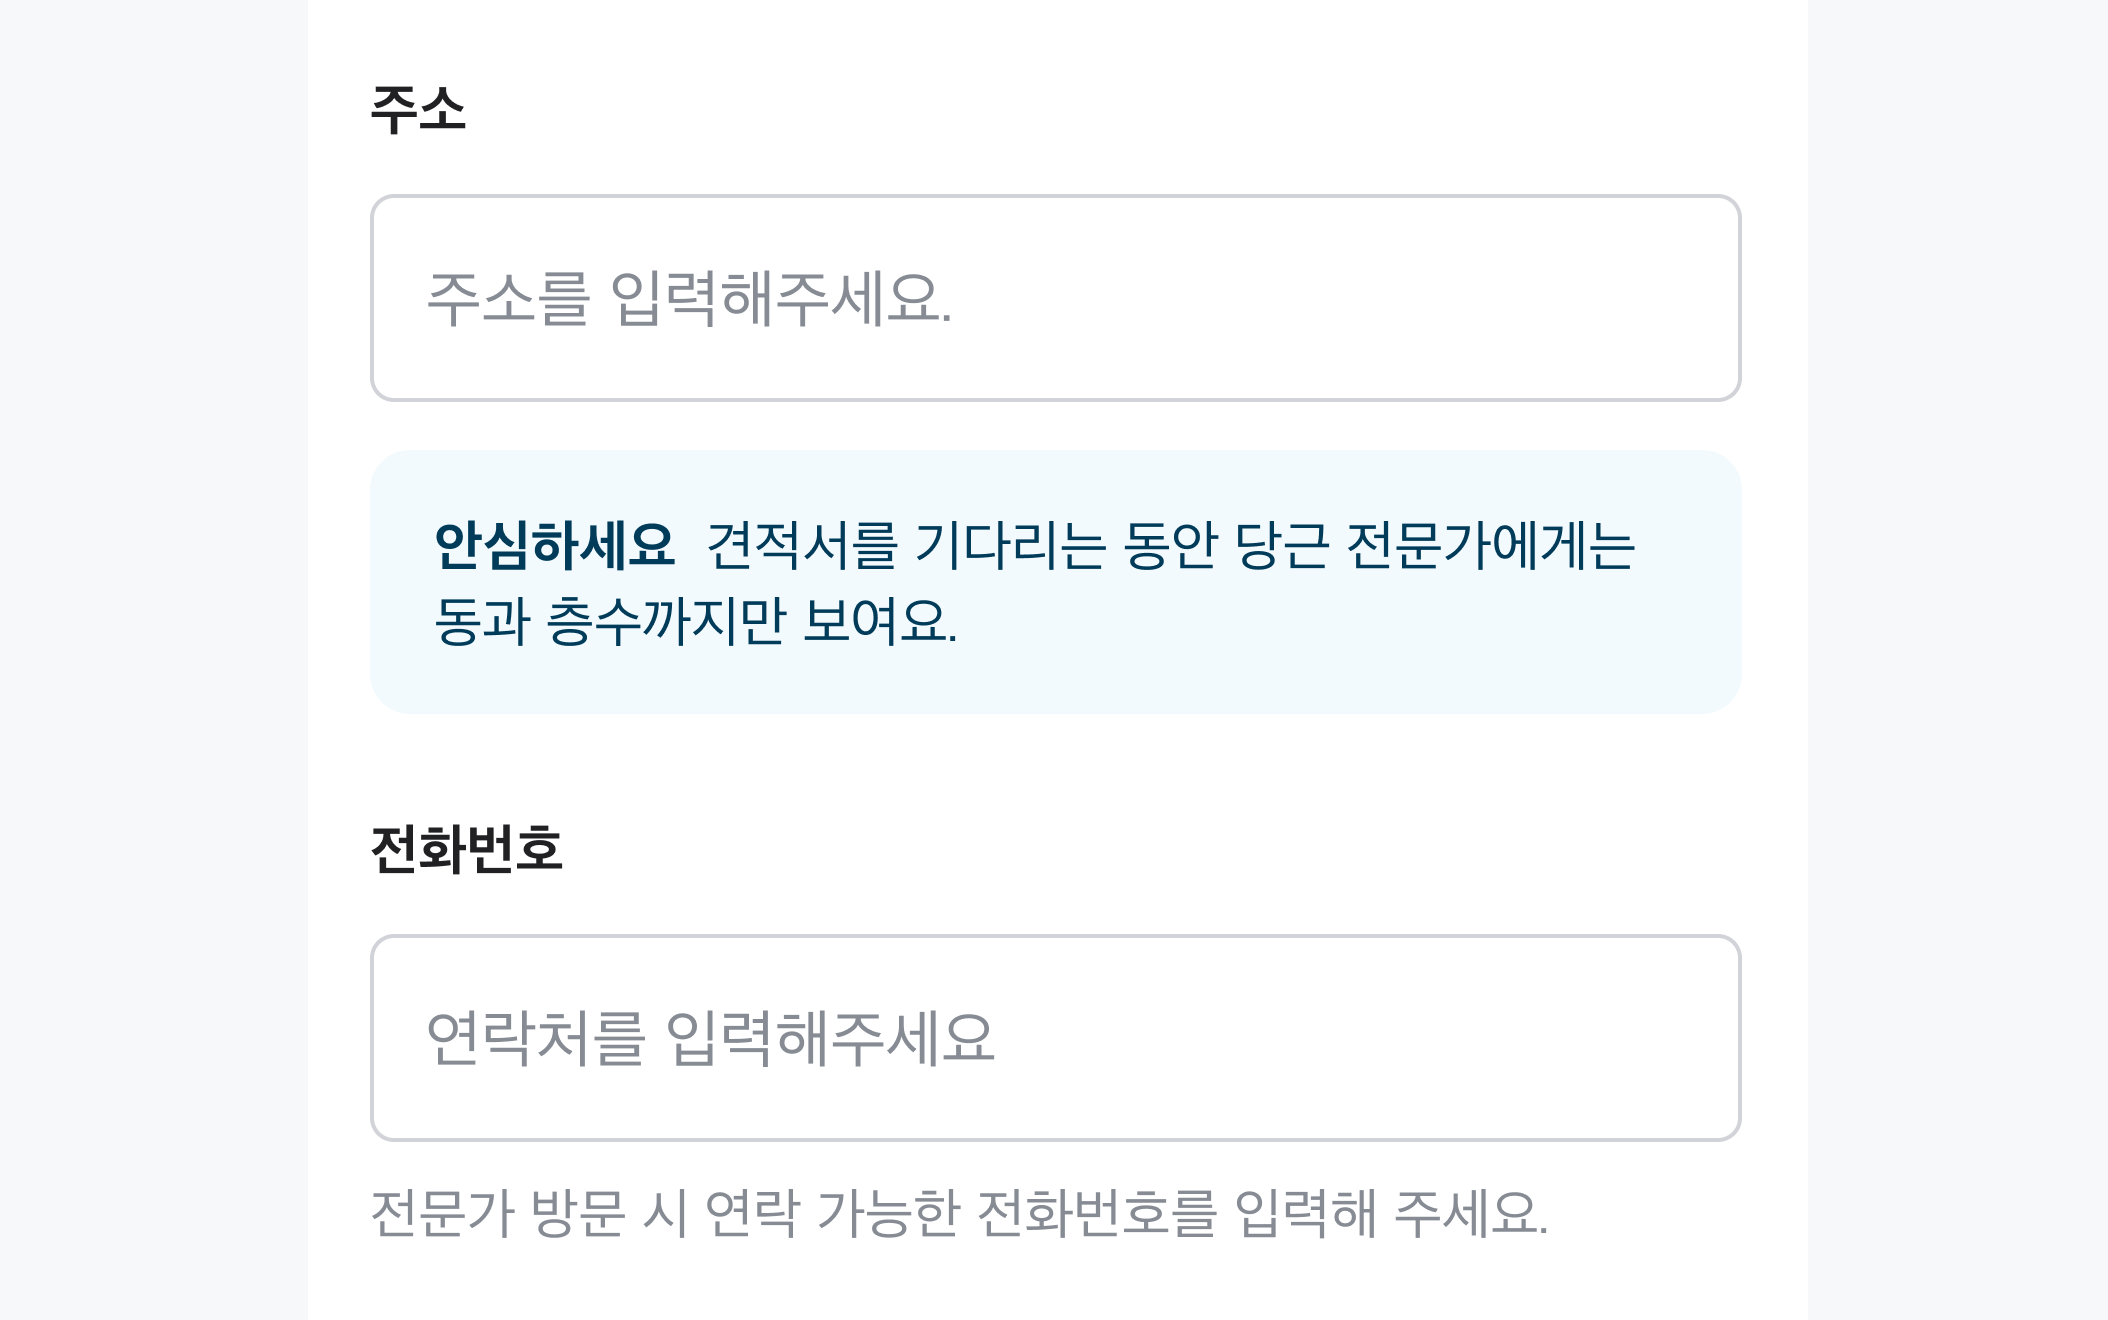 주소
주소를 입력해주세요.
안심하세요 견적서를 기다리는 동안 당근 전문가에게는
동과 층수까지만 보여요.
전화번호
연락처를 입력해주세요
전문가 방문 시 연락 가능한 전화번호를 입력해 주세요.